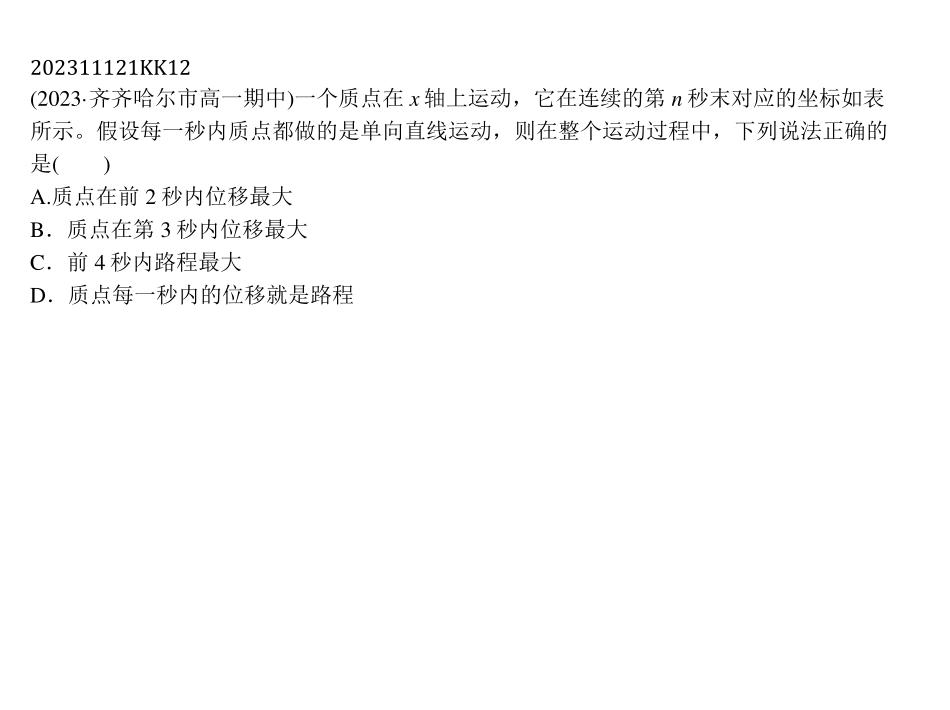 202311121KK12
(2023·齐齐哈尔市高一期中)一个质点在 x 轴上运动，它在连续的第 n 秒末对应的坐标如表
所示。假设每一秒内质点都做的是单向直线运动，则在整个运动过程中，下列说法正确的
是(　　)
A.质点在前 2 秒内位移最大
B．质点在第 3 秒内位移最大
C．前 4 秒内路程最大
D．质点每一秒内的位移就是路程